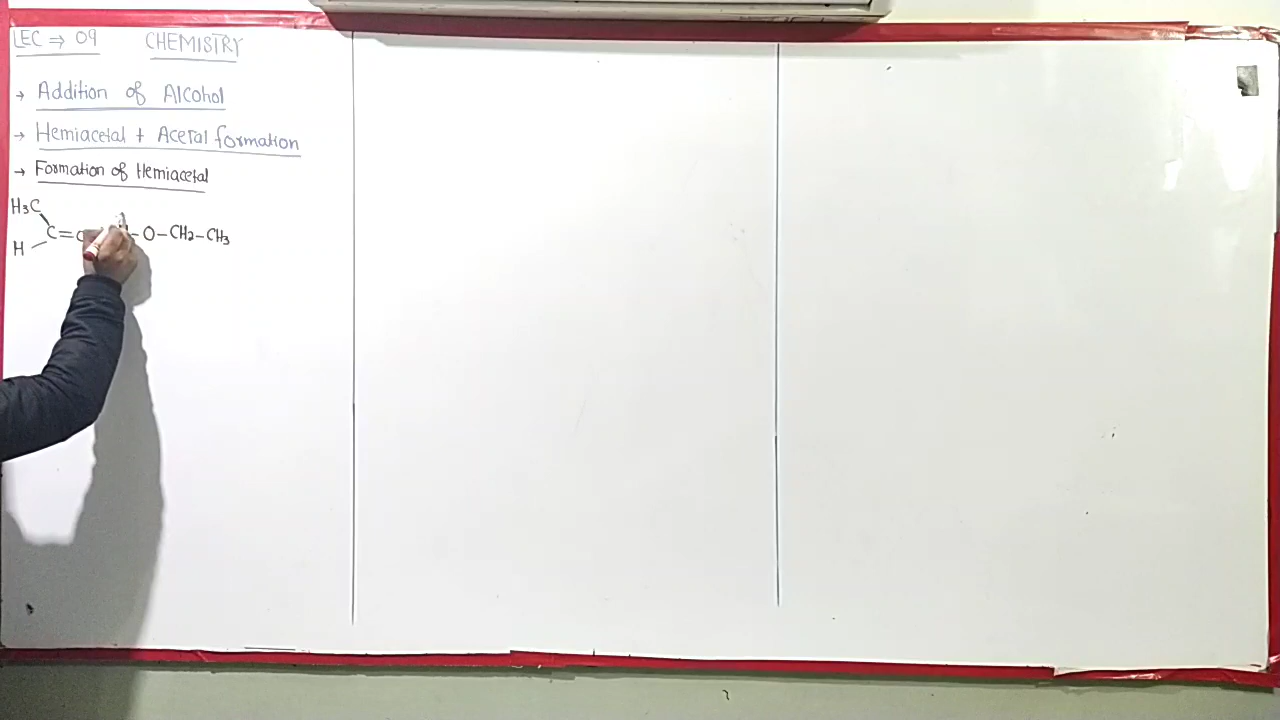 LEC ⇒ 09 CHEMISTRY
→ Addition of Alcohol
→ Hemiacetal + Acetal formation
→ Formation of Hemiacetal
H₃C
C=
-O-CH₂-CH₃
H